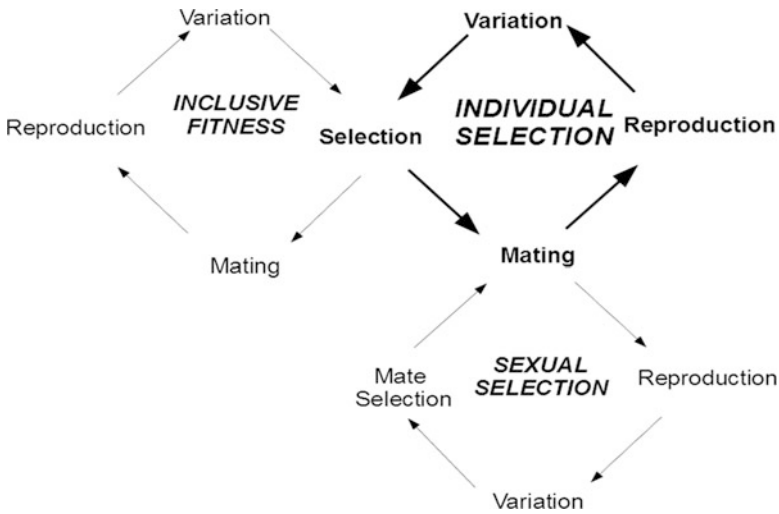 Variation
Variation
INCLUSIVE
FITNESS
INDIVIDUAL
SELECTION
Reproduction
Selection
Reproduction
Mating
Mating
Mate
Selection
SEXUAL
SELECTION
Reproduction
Variation